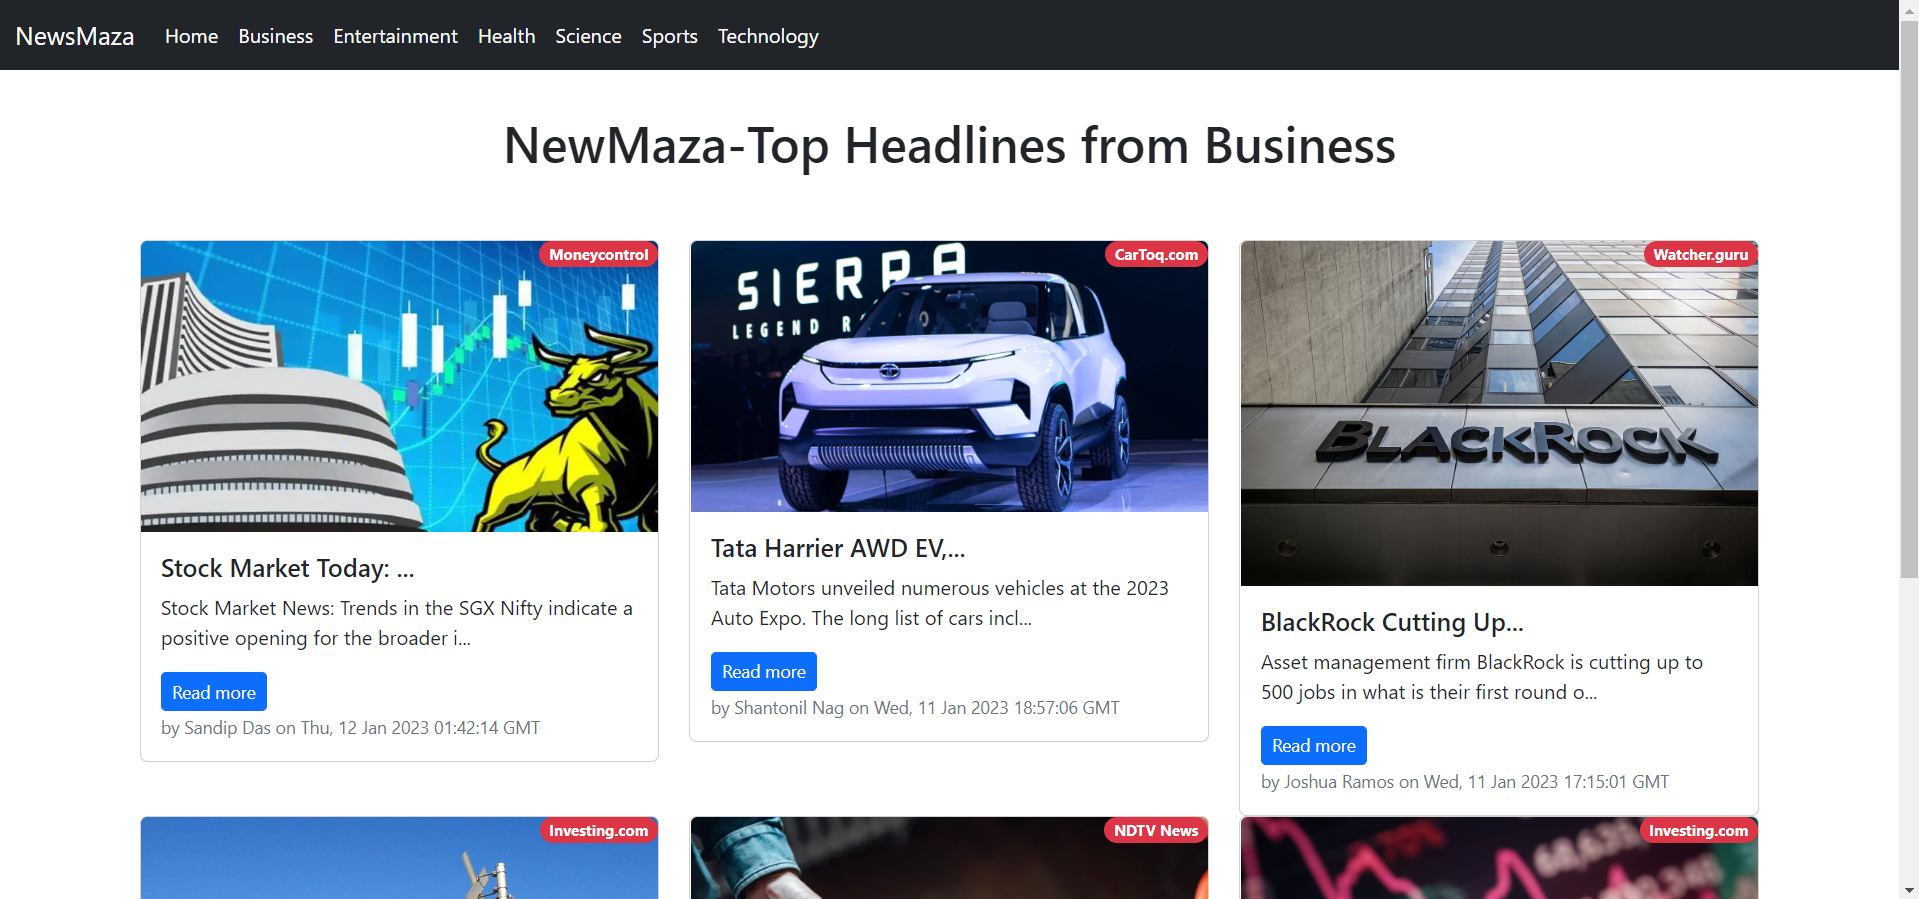 NewsMaza Home Business Entertainment Health Science Sports Technology
NewMaza-Top Headlines from Business
Moneycontrol
Stock Market Today: ...
Stock Market News: Trends in the SGX Nifty indicate a
positive opening for the broader i...
Read more
by Sandip Das on Thu, 12 Jan 2023 01:42:14 GMT
CarToq.com
SIERRA
LEGEND
Tata Harrier AWD EV,...
Tata Motors unveiled numerous vehicles at the 2023
Auto Expo. The long list of cars incl...
Read more
by Shantonil Nag on Wed, 11 Jan 2023 18:57:06 GMT
Watcher.guru
BLACKROCK
BlackRock Cutting Up...
Asset management firm BlackRock is cutting up to
500 jobs in what is their first round o...
Read more
by Joshua Ramos on Wed, 11 Jan 2023 17:15:01 GMT
Investing.com
NDTV News
Investing.com